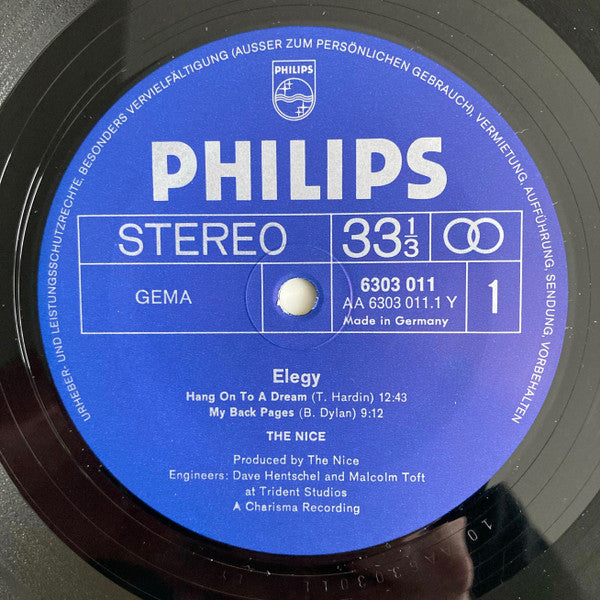 URHEBER- UND LEISTUNGSSCHUTZRECHTE, BESONDERS VERVIELFÄLTIGUNG (AUSSER ZUM PERSÖNLICHEN GEBRAUCH), VERMIETUNG, AUFFÜHRUNG, SENDUNG, VORBEHALTEN
PHILIPS
PHILIPS
STEREO 33⅓
GEMA
6303 011
AA 6303 011.1 Y
Made in Germany
1
Elegy
Hang On To A Dream (T. Hardin) 12:43
My Back Pages (B. Dylan) 9:12
THE NICE
Produced by The Nice
Engineers: Dave Hentschel and Malcolm Toft
at Trident Studios
A Charisma Recording